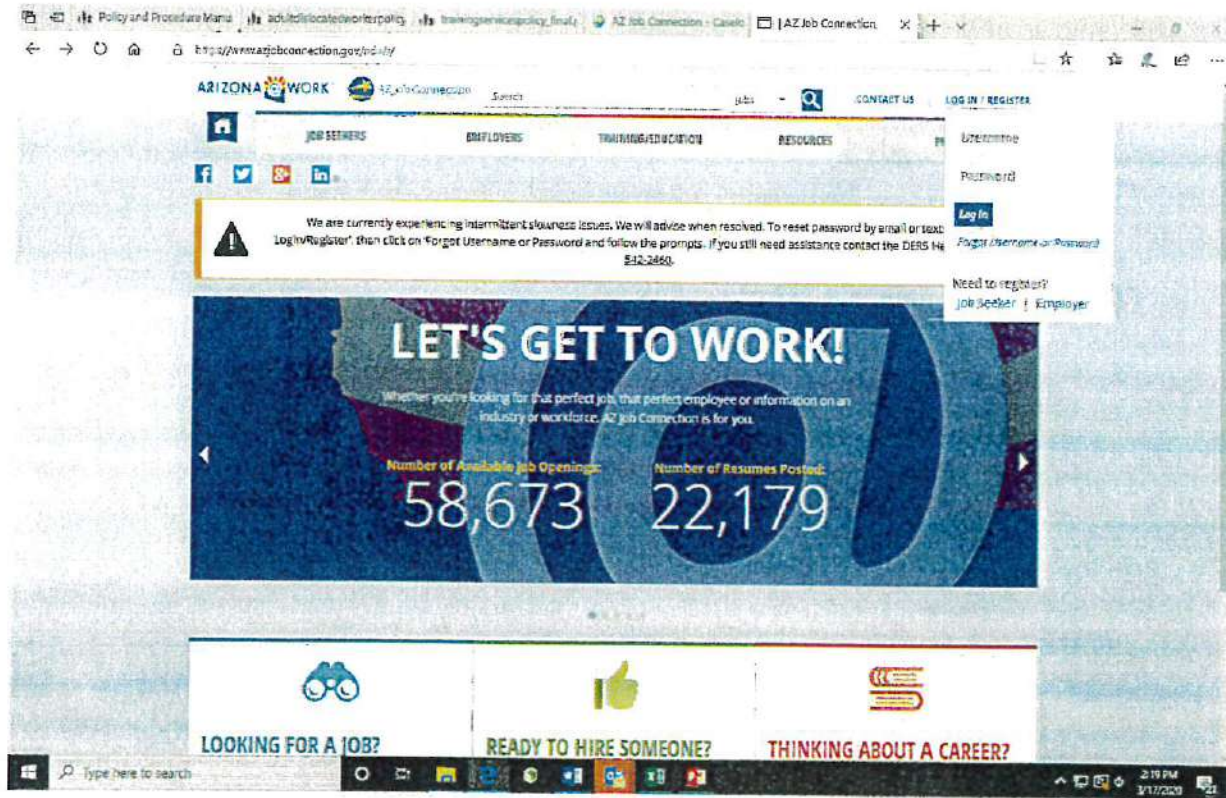 Policy and Procedure Manu
adultdislocatedworkerpolicy
trainingservicespolicy_final(
AZ Job Connection - Caselo
| AZ Job Connection
https://www.azjobconnection.gov/
ARIZONA WORK
AZ Job Connection
Search
Jobs
CONTACT US
LOG IN / REGISTER
JOB SEEKERS
EMPLOYERS
TRAINING/EDUCATION
RESOURCES
Username
Password
Log In
Forgot Username or Password
Need to register?
Job Seeker | Employer
We are currently experiencing intermittent slowness issues. We will advise when resolved. To reset password by email or text
Login/Register', then click on 'Forgot Username or Password and follow the prompts. If you still need assistance contact the DERS He
542-2460.
LET'S GET TO WORK!
Whether you're looking for that perfect job, that perfect employee or information on an
industry or workforce. AZ Job Connection is for you.
Number of Available Job Openings:
58,673
Number of Resumes Posted:
22,179
LOOKING FOR A JOB?
READY TO HIRE SOMEONE?
THINKING ABOUT A CAREER?
Type here to search
2:19 PM
3/17/2020